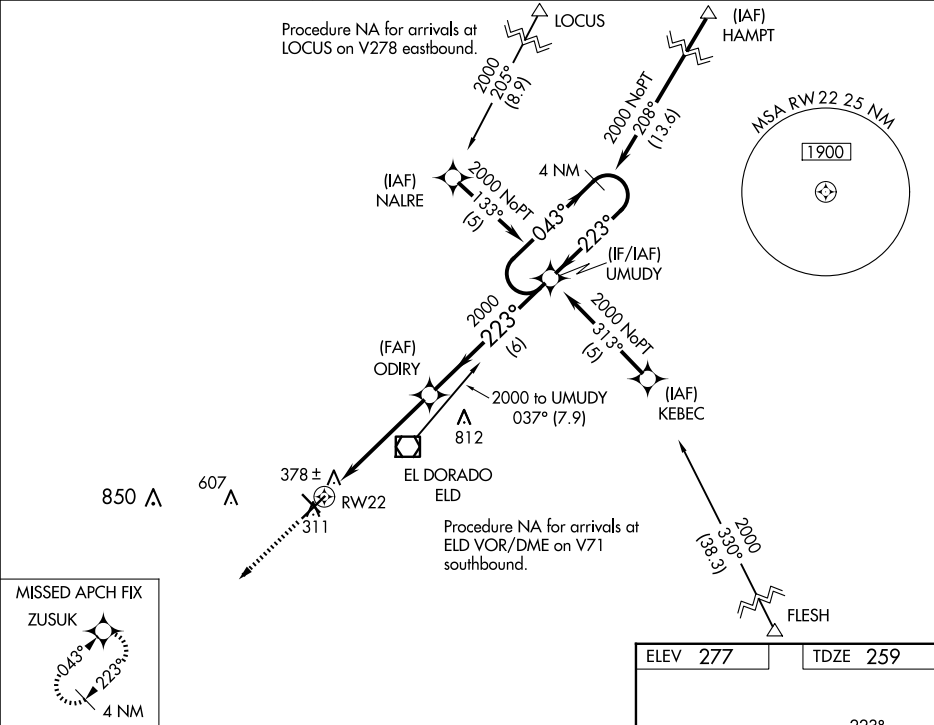 Procedure NA for arrivals at
LOCUS on V278 eastbound.
LOCUS
(IAF)
HAMPT
2000
205°
(8.9)
2000 NoPT
208°
(13.6)
MSA RW22 25 NM
1900
(IAF)
NALRE
2000 NoPT
133°
(5)
4 NM
043°
223°
(IF/IAF)
UMUDY
2000
223°
(6)
2000 NoPT
313°
(5)
(FAF)
ODIRY
(IAF)
KEBEC
2000 to UMUDY
037° (7.9)
812
EL DORADO
ELD
850
607
378 ±
RW22
311
Procedure NA for arrivals at
ELD VOR/DME on V71
southbound.
2000
330°
(38.3)
FLESH
MISSED APCH FIX
ZUSUK
043°
223°
4 NM
ELEV 277
TDZE 259
223°